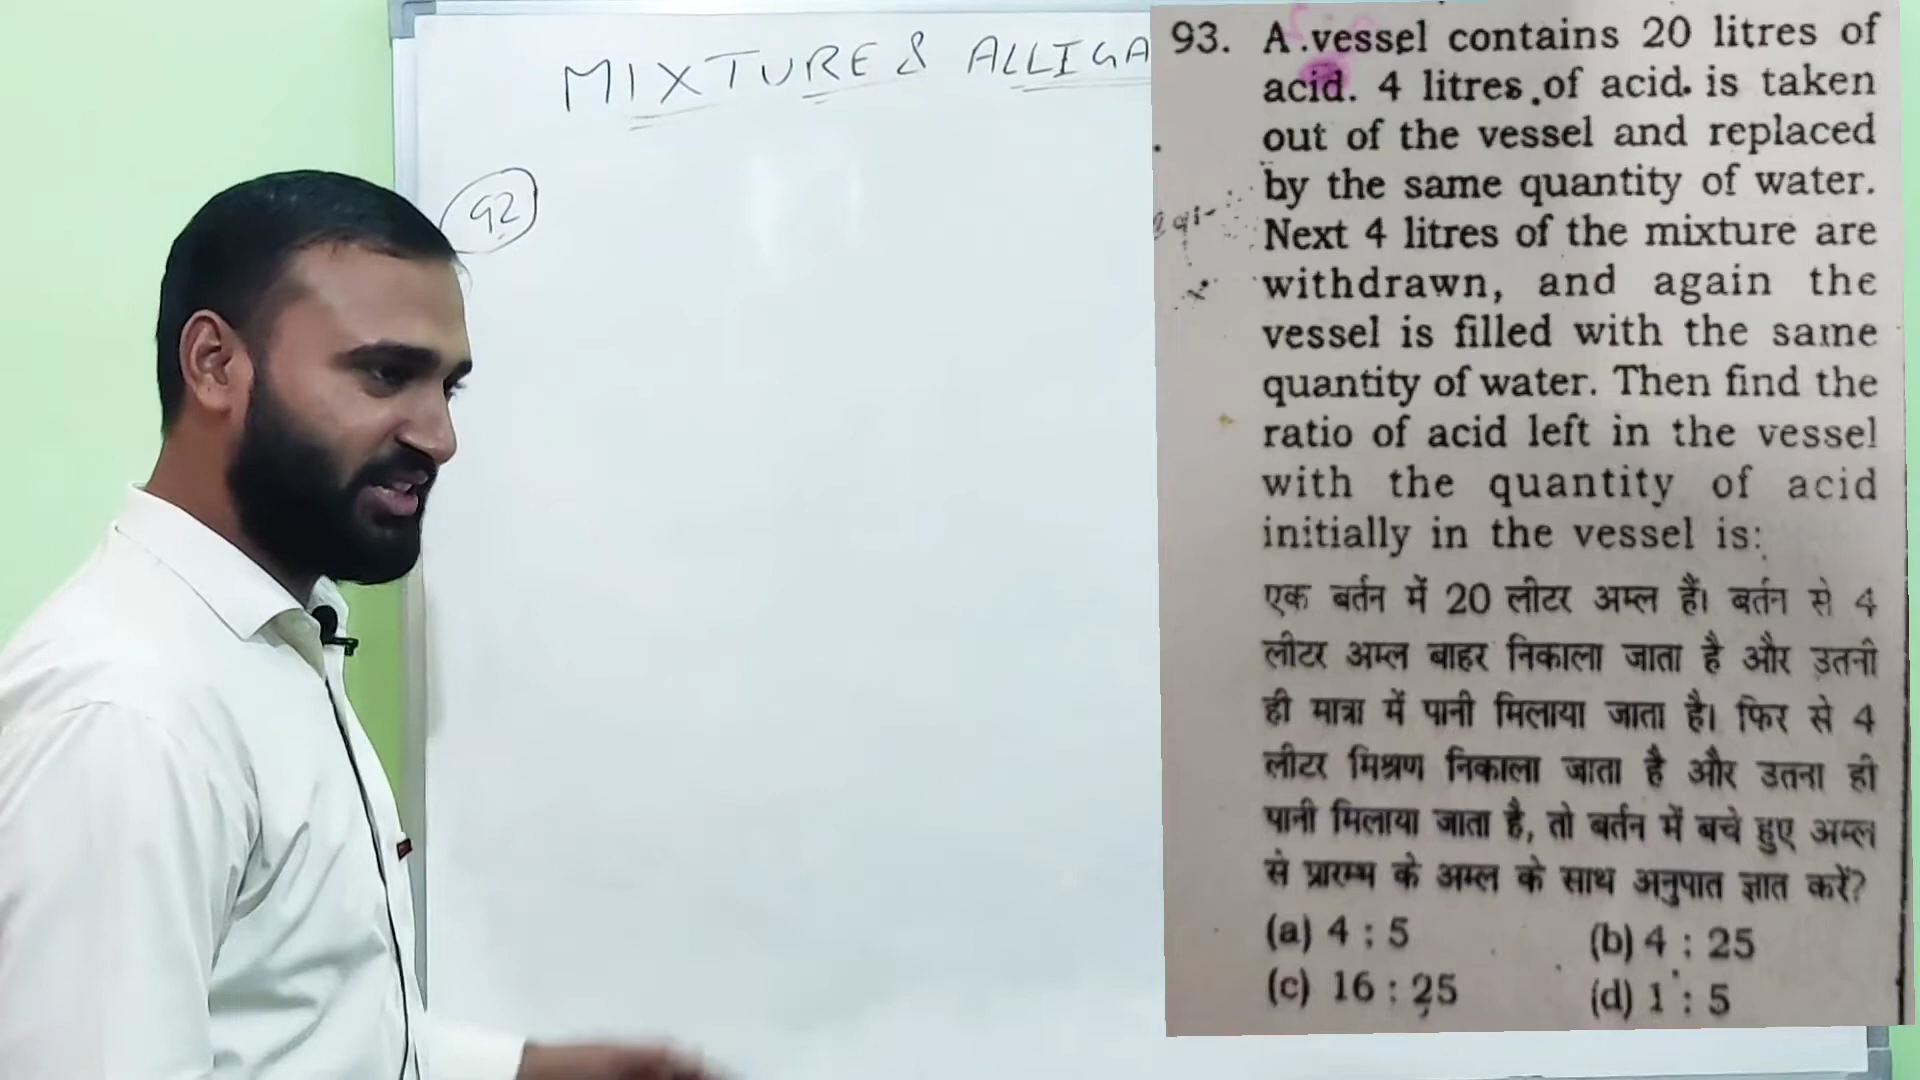 MIXTURE & ALLIGA
92
93. A vessel contains 20 litres of
acid. 4 litres of acid is taken
out of the vessel and replaced
by the same quantity of water.
Next 4 litres of the mixture are
withdrawn, and again the
vessel is filled with the same
quantity of water. Then find the
ratio of acid left in the vessel
with the quantity of acid
initially in the vessel is:
एक बर्तन में 20 लीटर अम्ल हैं। बर्तन से 4
लीटर अम्ल बाहर निकाला जाता है और उतनी
ही मात्रा में पानी मिलाया जाता है। फिर से 4
लीटर मिश्रण निकाला जाता है और उतना ही
पानी मिलाया जाता है, तो बर्तन में बचे हुए अम्ल
से प्रारम्भ के अम्ल के साथ अनुपात ज्ञात करें?
(a) 4 : 5 (b) 4 : 25
(c) 16 : 25 (d) 1 : 5